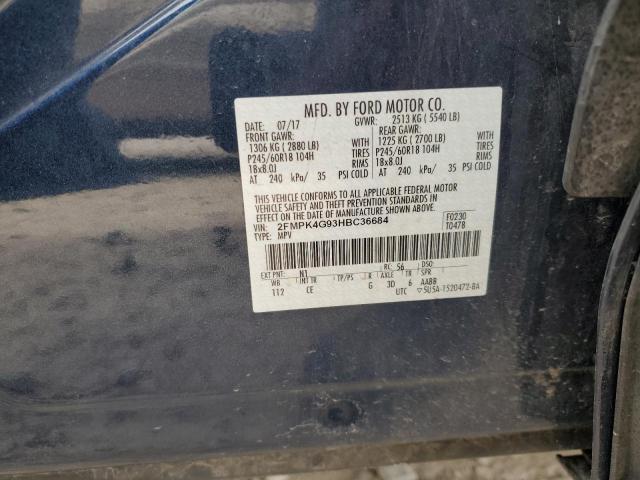 MFD. BY FORD MOTOR CO.
DATE: 07/17 GVWR: 2513 KG ( 5540 LB)
FRONT GAWR: REAR GAWR:
1306 KG ( 2880 LB) WITH 1225 KG ( 2700 LB) WITH
P245/60R18 104H TIRES P245/60R18 104H TIRES
18x8.0J RIMS 18x8.0J RIMS
AT 240 kPa/ 35 PSI COLD AT 240 kPa/ 35 PSI COLD
THIS VEHICLE CONFORMS TO ALL APPLICABLE FEDERAL MOTOR
VEHICLE SAFETY AND THEFT PREVENTION STANDARDS IN
EFFECT ON THE DATE OF MANUFACTURE SHOWN ABOVE.
VIN: 2FMPK4G93HBC36684 F0230
TYPE: MPV T0478
EXT PNT: N1 RC: 56 DSO:
WB INT TR TP/PS R AXLE TR SPR
112 CE G 3D 6 AABB
UTC 5U5A-1520472-BA